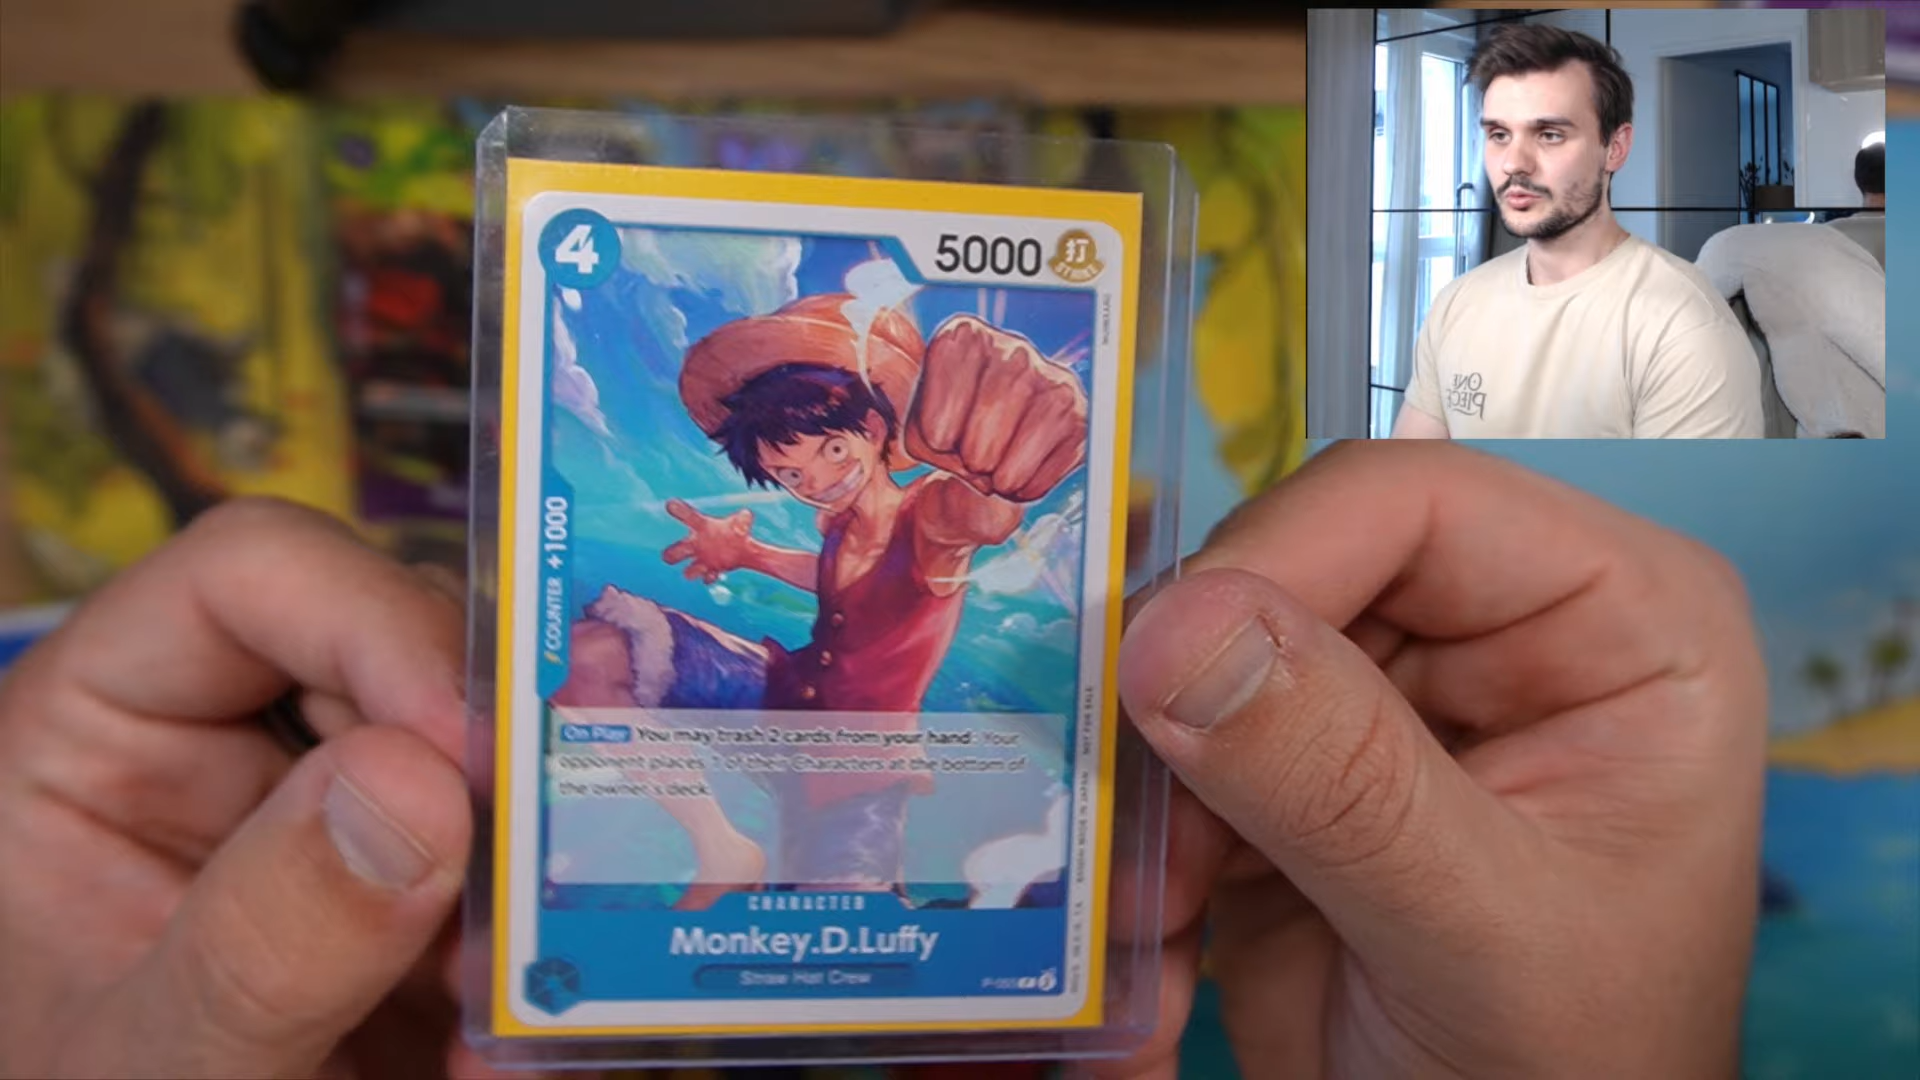 4
5000
打
STRIKE
COUNTER +1000
On Play You may trash 2 cards from your hand: Your
opponent places 1 of their Characters at the bottom of
the owner's deck.
NOT FOR SALE
BANDAI MADE IN JAPAN
CHARACTER
Monkey.D.Luffy
Straw Hat Crew
P
ONE
PIECE